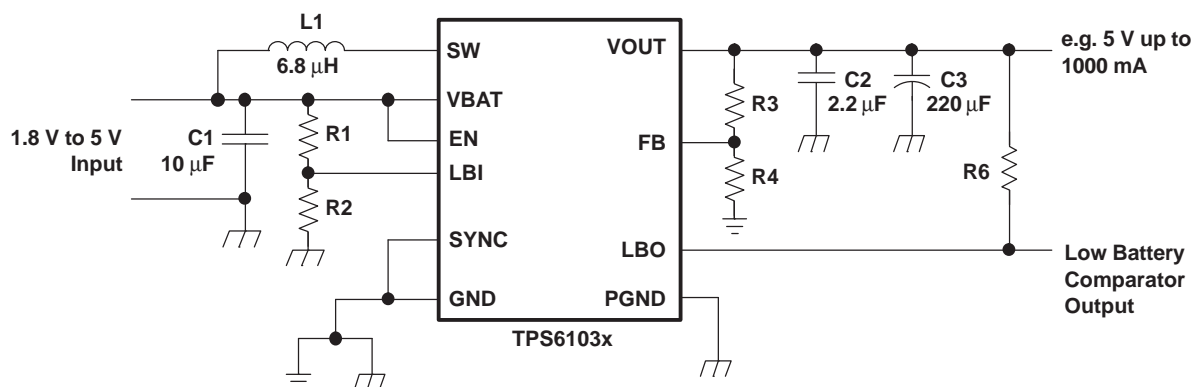 L1
6.8 μH
SW
VOUT
e.g. 5 V up to
1000 mA
VBAT
C2
2.2 μF
C3
220 μF
R3
1.8 V to 5 V
Input
C1
10 μF
R1
EN
FB
LBI
R4
R6
R2
SYNC
LBO
Low Battery
Comparator
Output
GND
PGND
TPS6103x